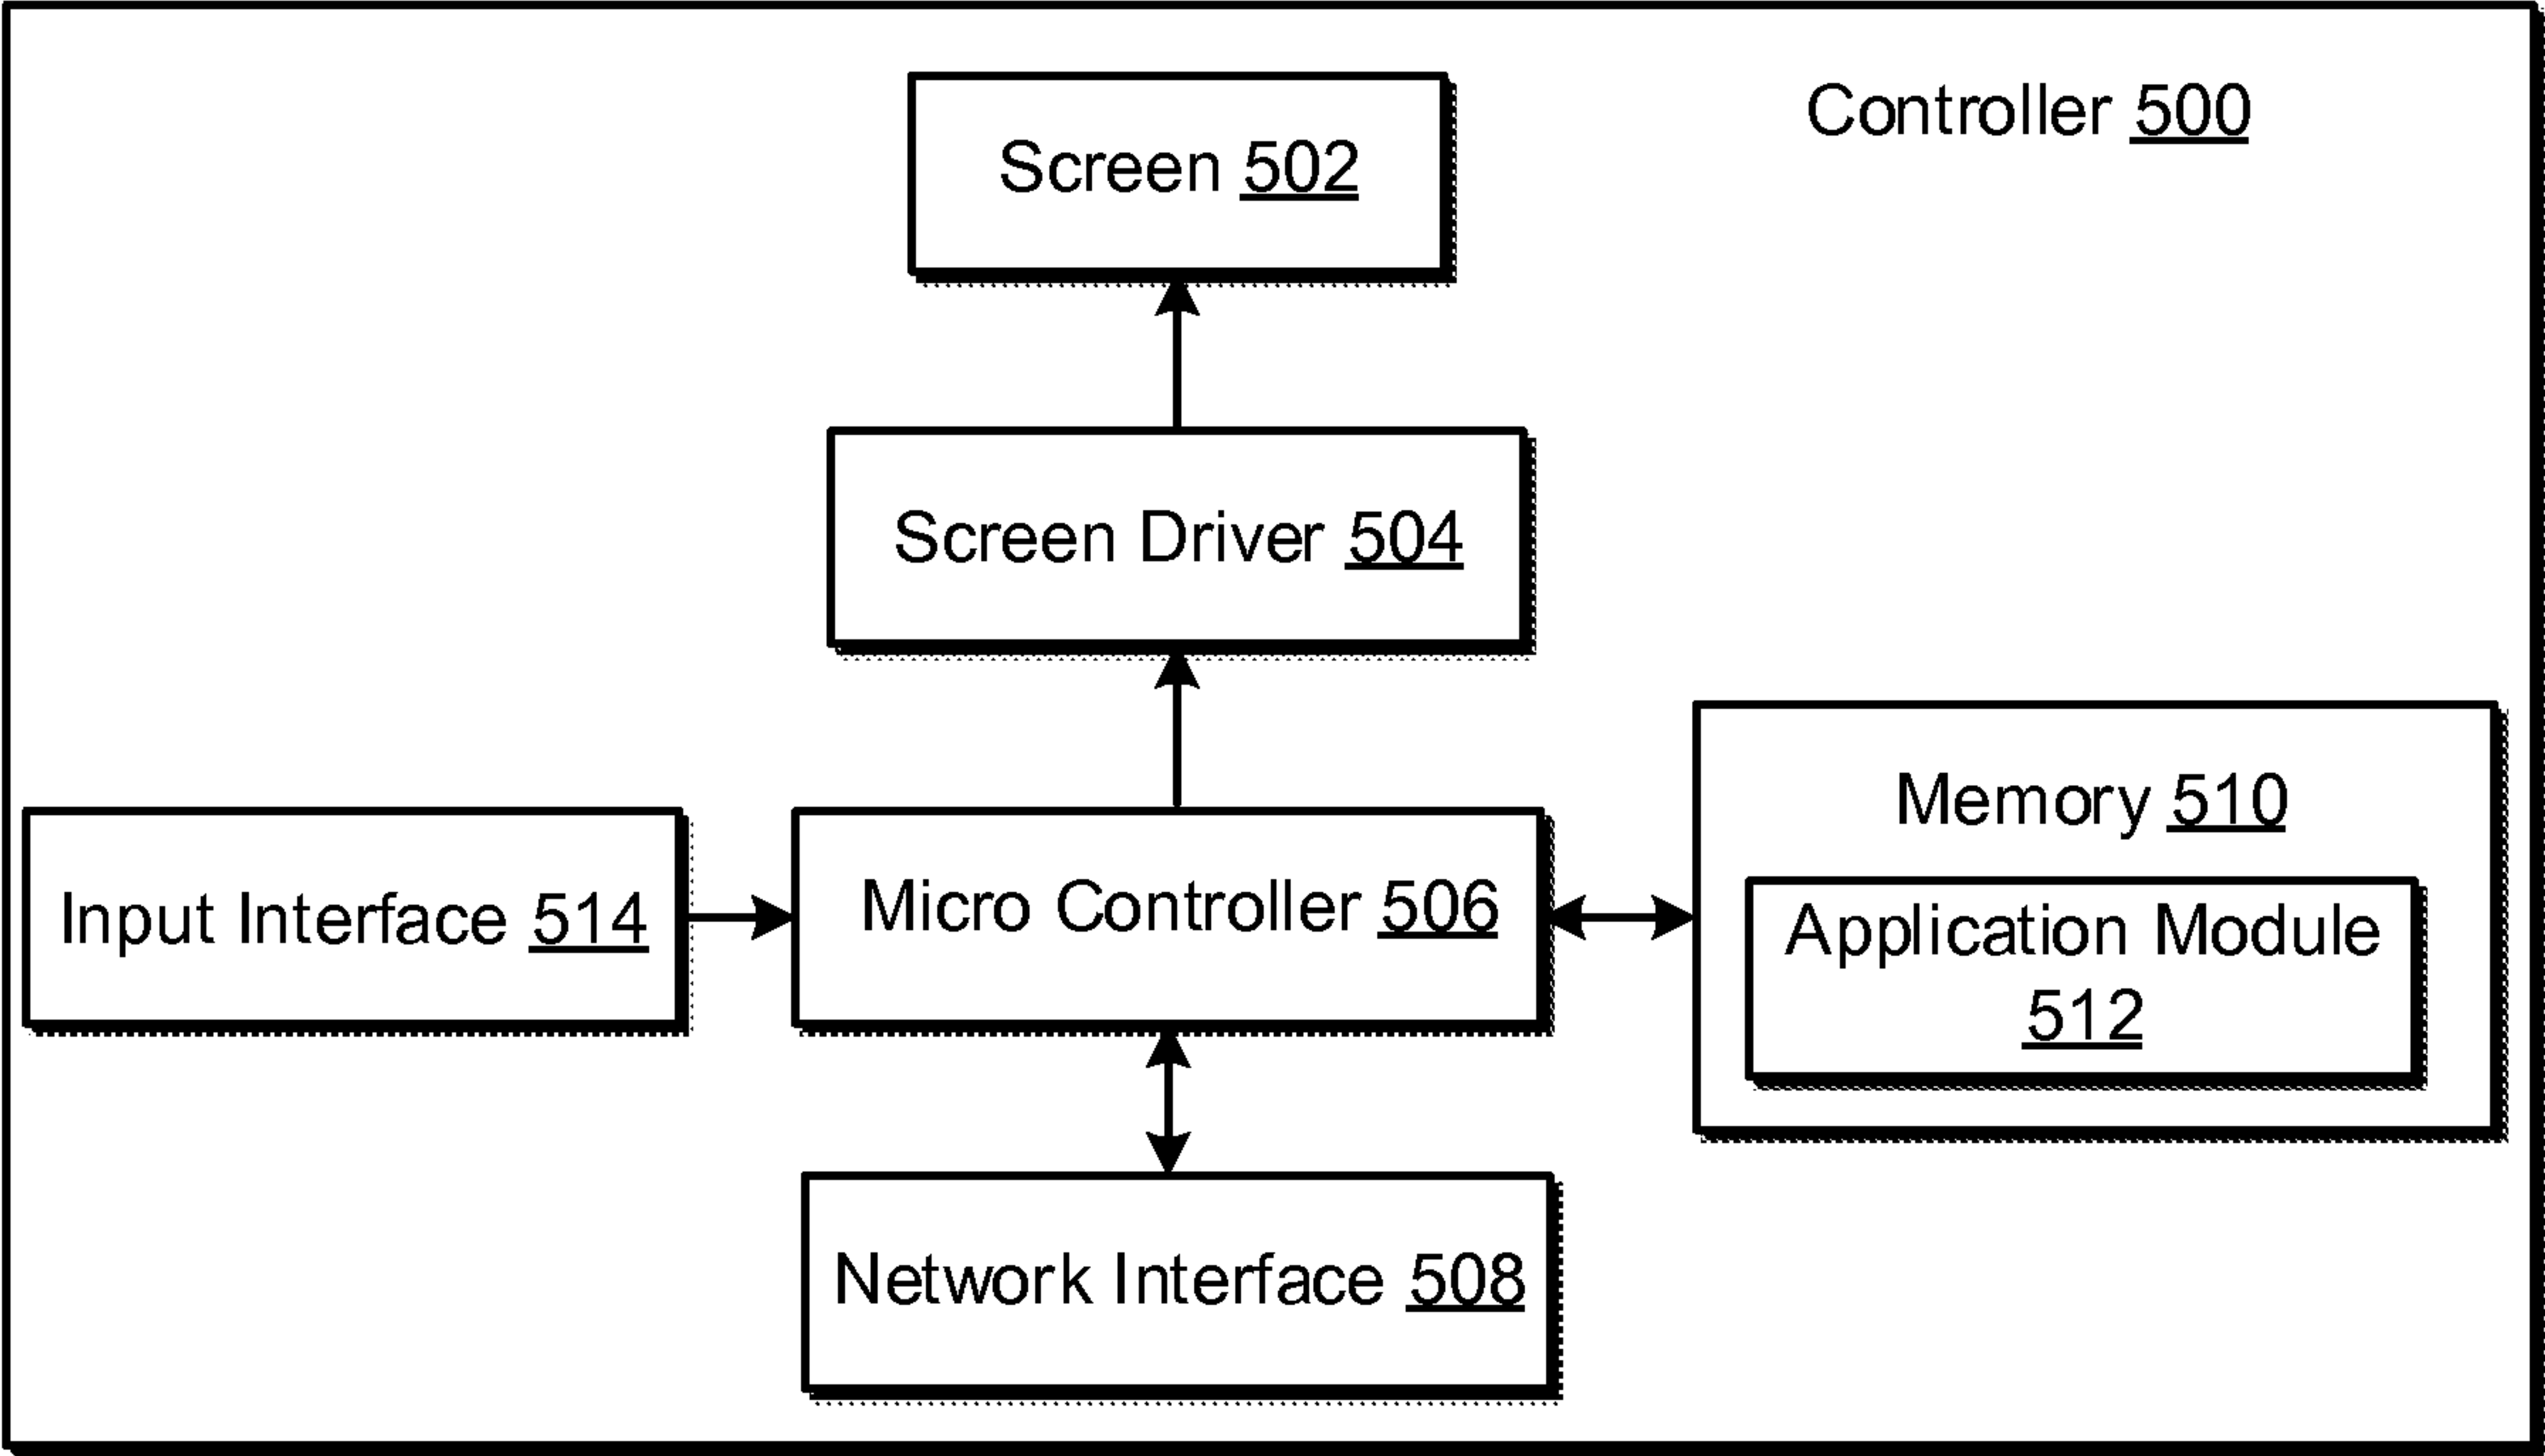 Controller 500
Screen 502
Screen Driver 504
Memory 510
Input Interface 514
Micro Controller 506
Application Module
512
Network Interface 508